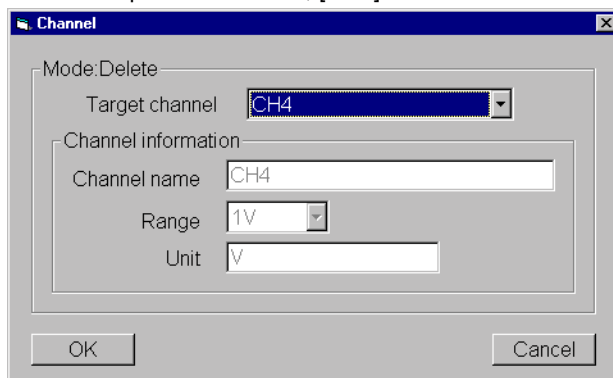 Channel
Mode:Delete
Target channel CH4
Channel information
Channel name CH4
Range 1V
Unit V
OK Cancel